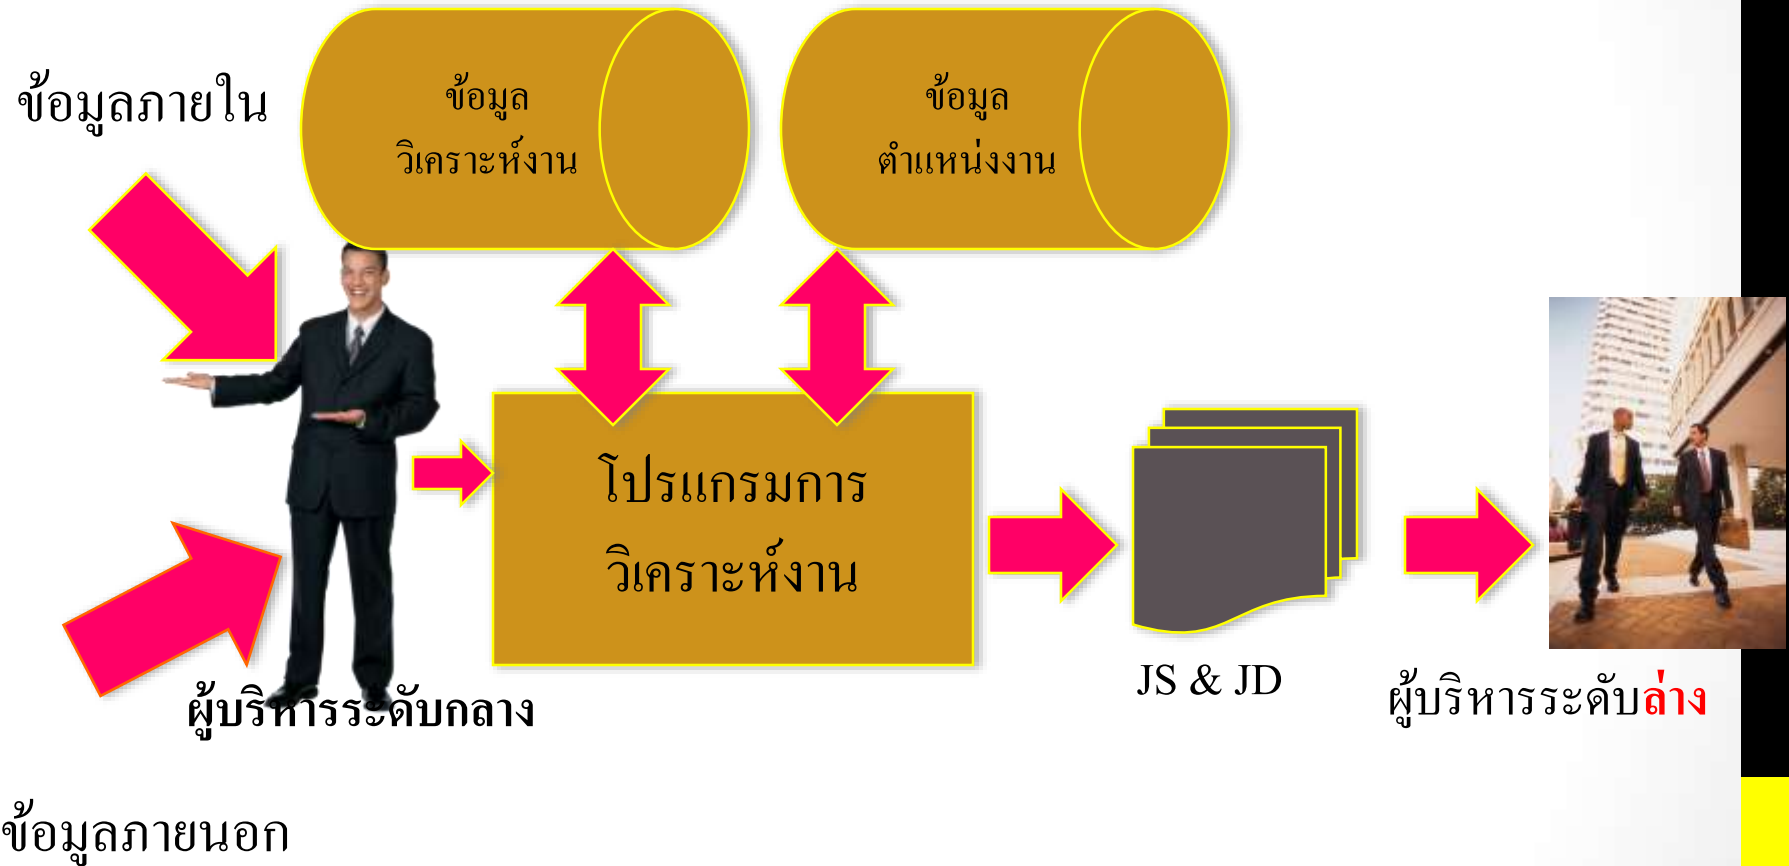 ข้อมูลภายใน
ข้อมูล
วิเคราะห์งาน
ข้อมูล
ตำแหน่งงาน
โปรแกรมการ
วิเคราะห์งาน
JS & JD
ผู้บริหารระดับล่าง
ผู้บริหารระดับกลาง
ข้อมูลภายนอก